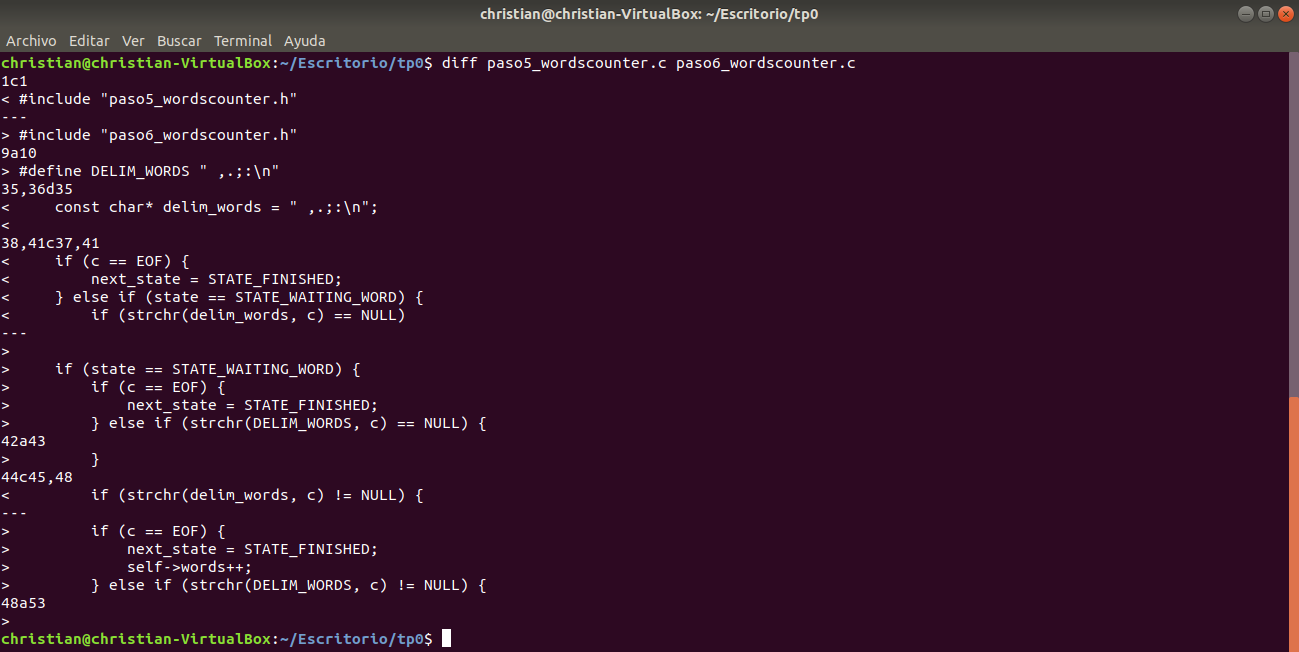 christian@christian-VirtualBox: ~/Escritorio/tp0
Archivo Editar Ver Buscar Terminal Ayuda
christian@christian-VirtualBox:~/Escritorio/tp0$ diff paso5_wordscounter.c paso6_wordscounter.c
1c1
< #include "paso5_wordscounter.h"
---
> #include "paso6_wordscounter.h"
9a10
> #define DELIM_WORDS " ,.;:\n"
35,36d35
<     const char* delim_words = " ,.;:\n";
<
38,41c37,41
<     if (c == EOF) {
<         next_state = STATE_FINISHED;
<     } else if (state == STATE_WAITING_WORD) {
<         if (strchr(delim_words, c) == NULL)
---
>
>     if (state == STATE_WAITING_WORD) {
>         if (c == EOF) {
>             next_state = STATE_FINISHED;
>         } else if (strchr(DELIM_WORDS, c) == NULL) {
42a43
>         }
44c45,48
<         if (strchr(delim_words, c) != NULL) {
---
>         if (c == EOF) {
>             next_state = STATE_FINISHED;
>             self->words++;
>         } else if (strchr(DELIM_WORDS, c) != NULL) {
48a53
>
christian@christian-VirtualBox:~/Escritorio/tp0$